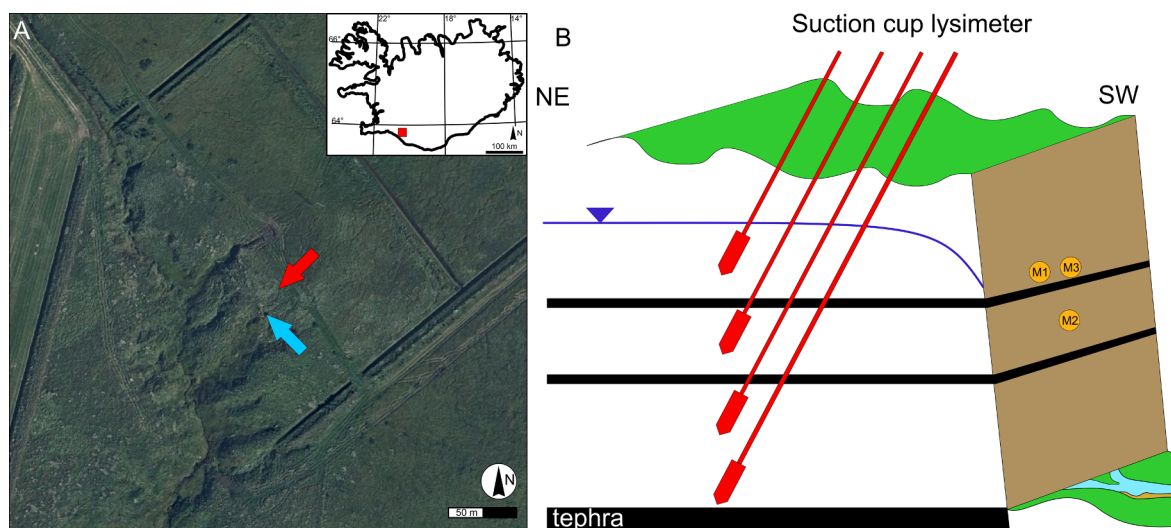 A
22°
18°
14°
66°
64°
N
100 km
N
50 m
B
Suction cup lysimeter
NE
SW
M1
M3
M2
tephra